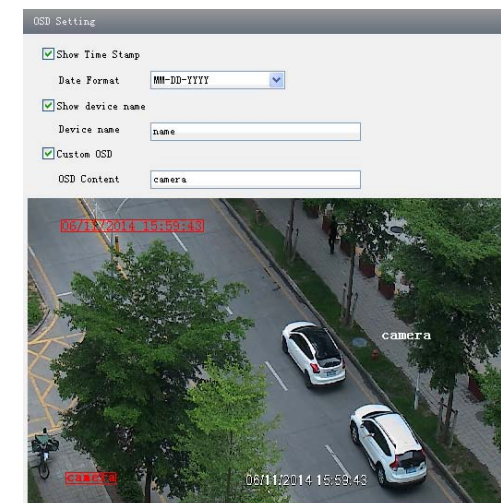 OSD Setting
Show Time Stamp
Date Format MM-DD-YYYY
Show device name
Device name name
Custom OSD
OSD Content camera
06/11/2014 15:59:43
camera
camera
06/11/2014 15:59:43